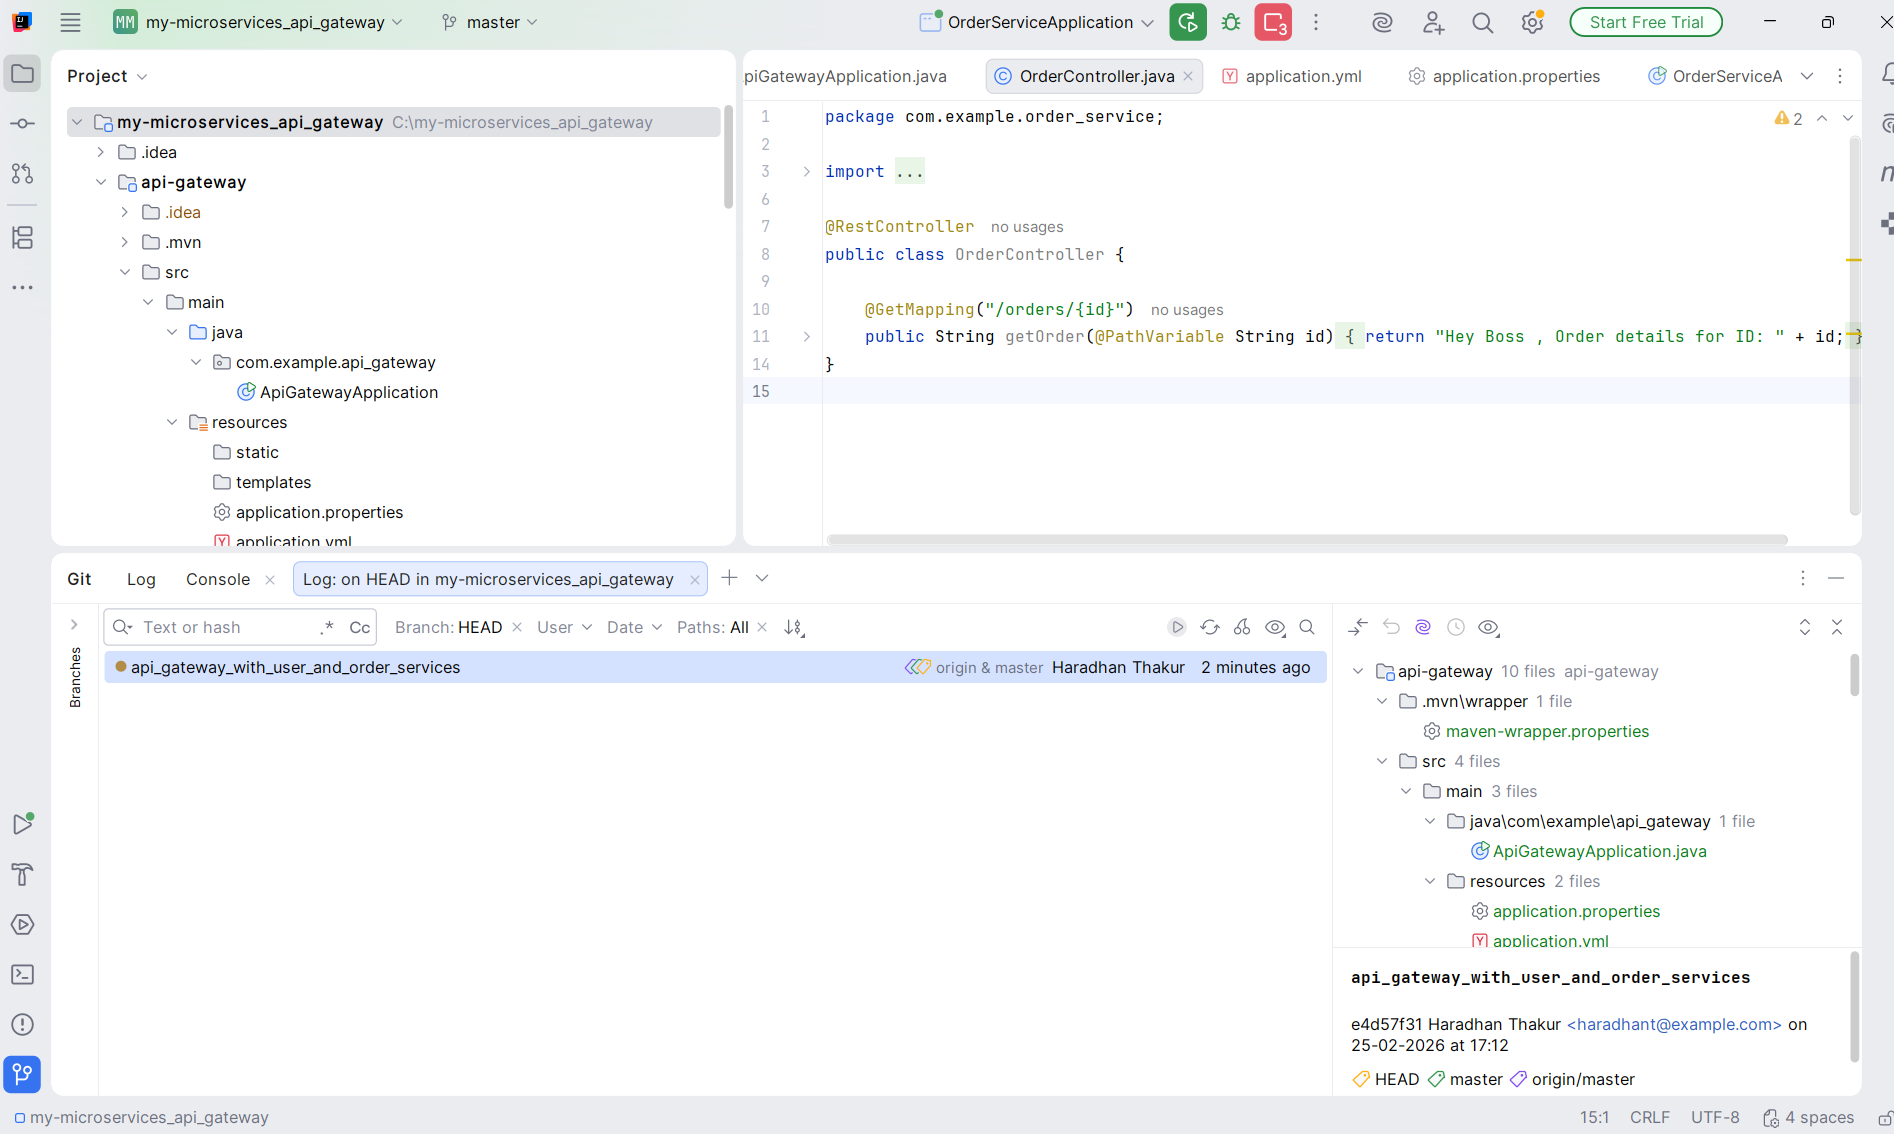 MM my-microservices_api_gateway master OrderServiceApplication 3 Start Free Trial
Project
my-microservices_api_gateway C:\my-microservices_api_gateway
.idea
api-gateway
.idea
.mvn
src
main
java
com.example.api_gateway
ApiGatewayApplication
resources
static
templates
application.properties
application.yml
piGatewayApplication.java OrderController.java application.yml application.properties OrderServiceA
2
1 package com.example.order_service;
2
3 import ...
6
7 @RestController no usages
8 public class OrderController {
9
10 @GetMapping("/orders/{id}") no usages
11 public String getOrder(@PathVariable String id) { return "Hey Boss , Order details for ID: " + id; }
14 }
15
Git Log Console Log: on HEAD in my-microservices_api_gateway
Branches
Text or hash .* Cc Branch: HEAD User Date Paths: All
api_gateway_with_user_and_order_services origin & master Haradhan Thakur 2 minutes ago
api-gateway 10 files api-gateway
.mvn\wrapper 1 file
maven-wrapper.properties
src 4 files
main 3 files
java\com\example\api_gateway 1 file
ApiGatewayApplication.java
resources 2 files
application.properties
application.yml
api_gateway_with_user_and_order_services
e4d57f31 Haradhan Thakur <haradhant@example.com> on
25-02-2026 at 17:12
HEAD master origin/master
my-microservices_api_gateway 15:1 CRLF UTF-8 4 spaces